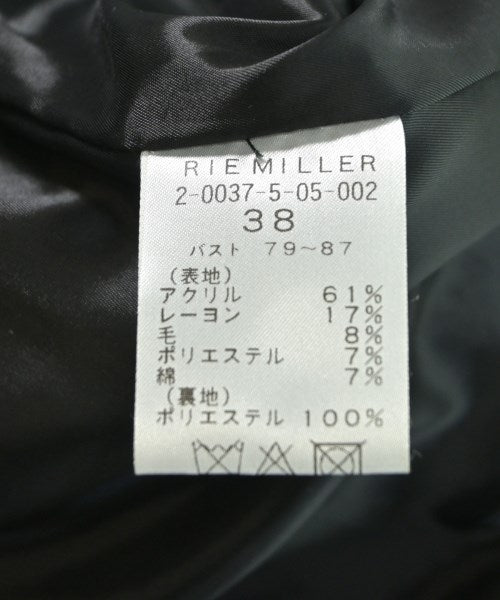 RIE MILLER
2-0037-5-05-002
38
バスト 79～87
(表地)
アクリル 61%
レーヨン 17%
毛 8%
ポリエステル 7%
綿 7%
(裏地)
ポリエステル 100%